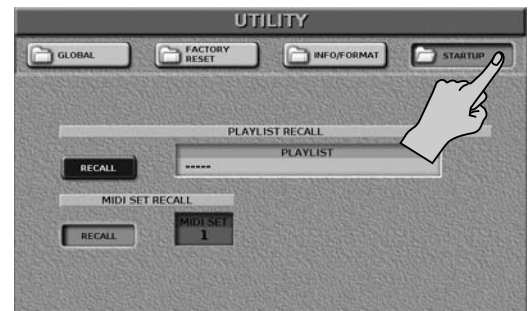 UTILITY
GLOBAL
FACTORY
RESET
INFO/FORMAT
STARTUP
PLAYLIST RECALL
RECALL
PLAYLIST
-----
MIDI SET RECALL
RECALL
MIDI SET
1